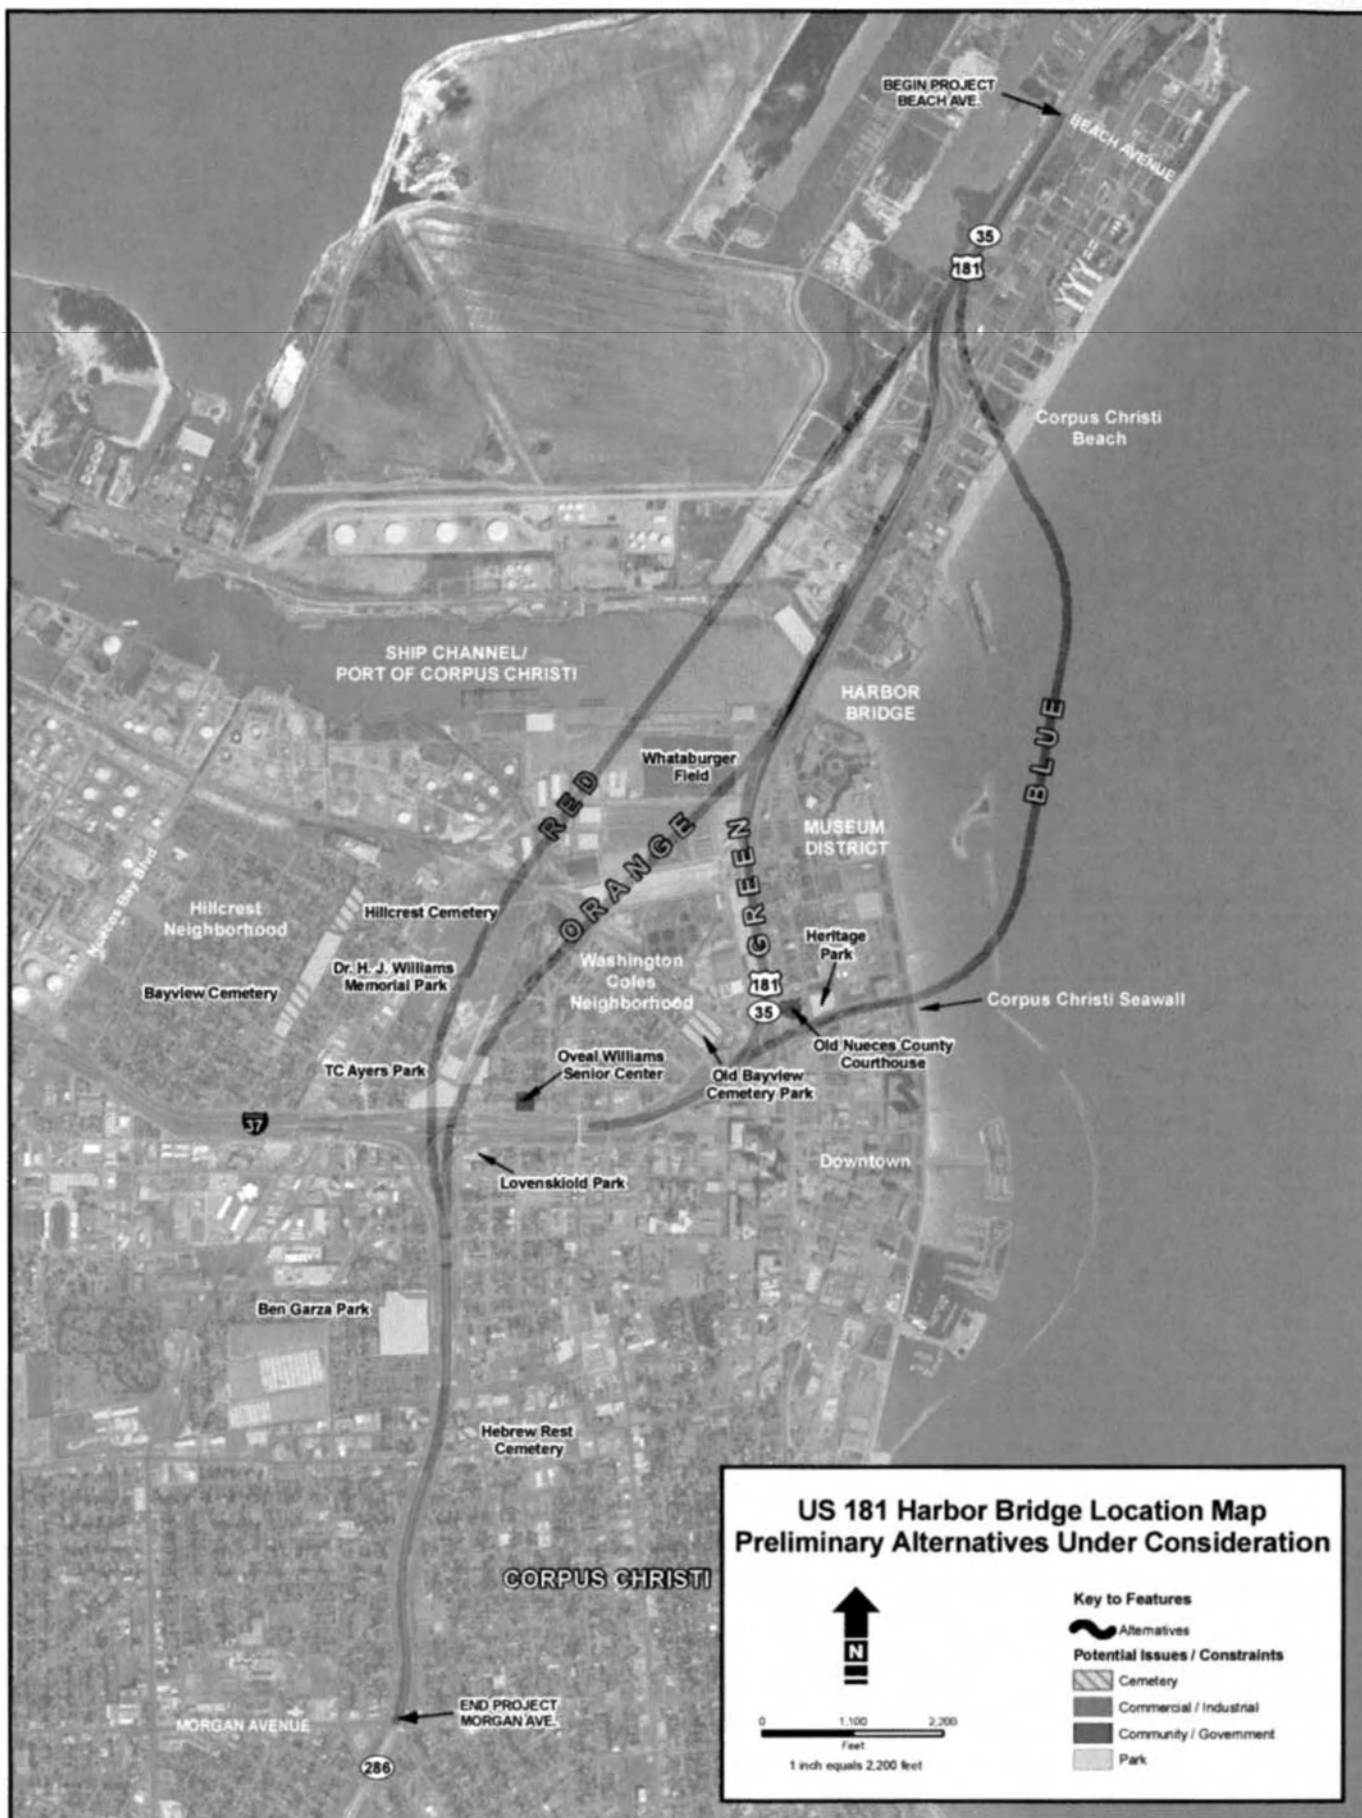 BEGIN PROJECT
BEACH AVE.
BEACH AVENUE
35
181
Corpus Christi
Beach
SHIP CHANNEL/
PORT OF CORPUS CHRISTI
HARBOR
BRIDGE
BLUE
Whataburger
Field
RED
ORANGE
GREEN
MUSEUM
DISTRICT
Nueces Bay Blvd
Hillcrest
Neighborhood
Hillcrest Cemetery
Heritage
Park
Washington
Coles
Neighborhood
Dr. H. J. Williams
Memorial Park
Bayview Cemetery
181
35
Corpus Christi Seawall
Old Nueces County
Courthouse
Oveal Williams
Senior Center
TC Ayers Park
Old Bayview
Cemetery Park
37
Downtown
Lovenskiold Park
Ben Garza Park
Hebrew Rest
Cemetery
CORPUS CHRISTI
END PROJECT
MORGAN AVE.
MORGAN AVENUE
286
US 181 Harbor Bridge Location Map
Preliminary Alternatives Under Consideration
N
0 1,100 2,200
Feet
1 inch equals 2,200 feet
Key to Features
Alternatives
Potential Issues / Constraints
Cemetery
Commercial / Industrial
Community / Government
Park